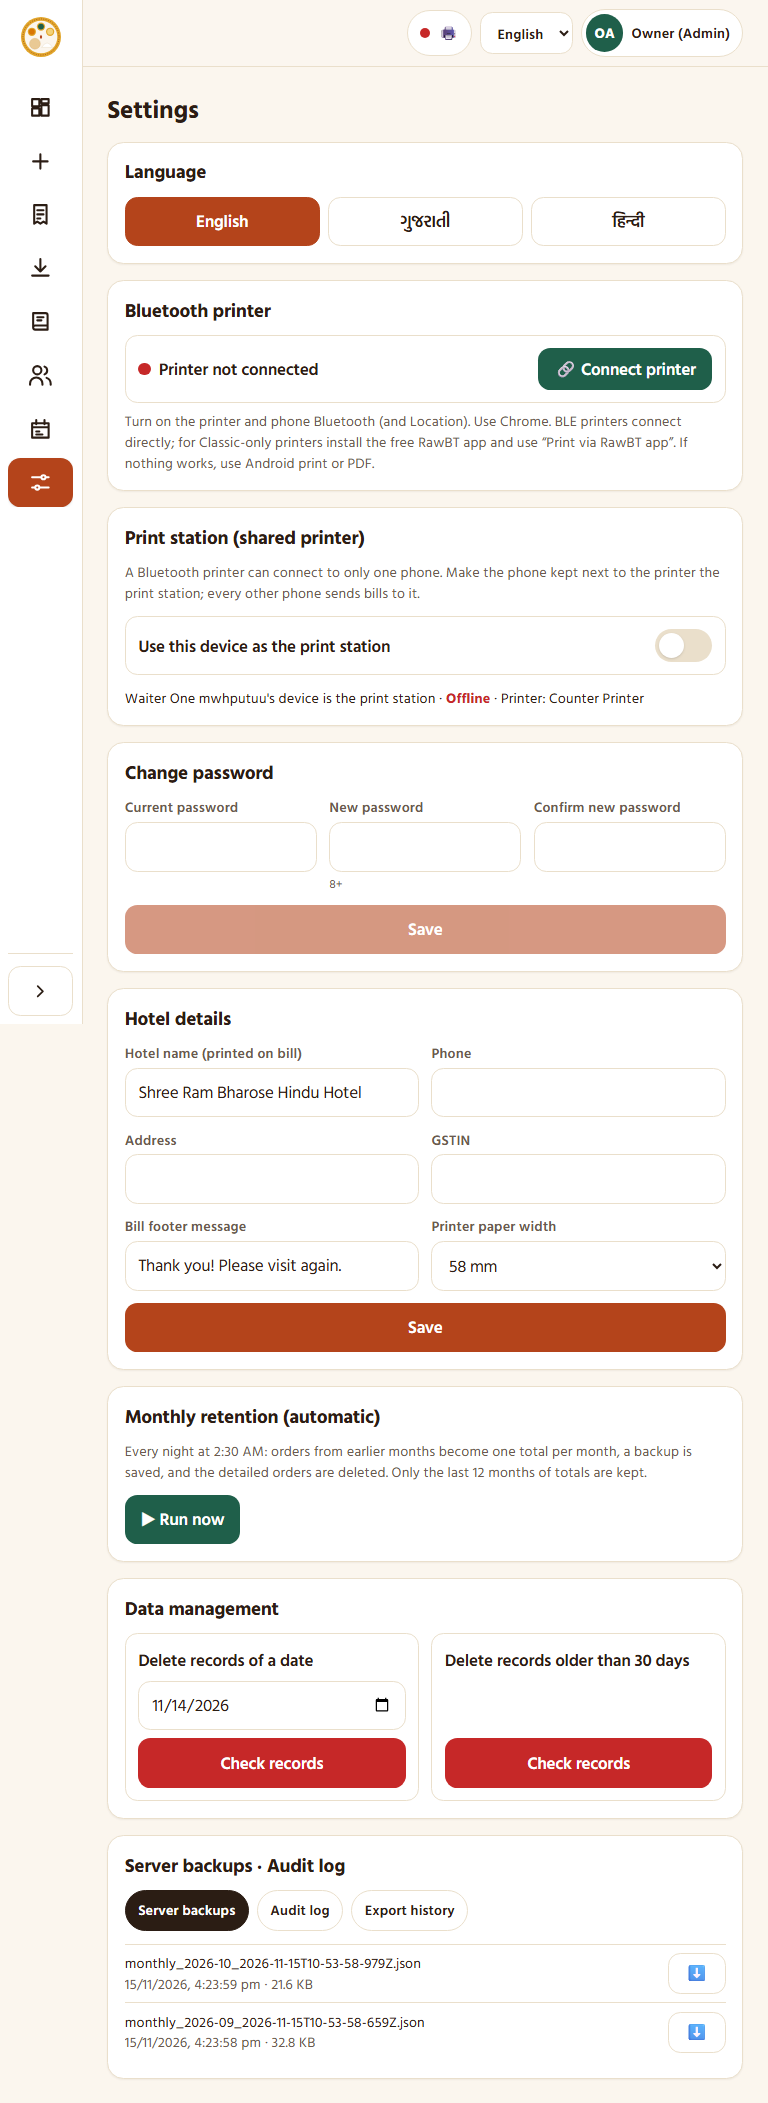 English
OA
Owner (Admin)
Settings
Language
English
ગુજરાતી
हिन्दी
Bluetooth printer
Printer not connected
Connect printer
Turn on the printer and phone Bluetooth (and Location). Use Chrome. BLE printers connect
directly; for Classic-only printers install the free RawBT app and use “Print via RawBT app”. If
nothing works, use Android print or PDF.
Print station (shared printer)
A Bluetooth printer can connect to only one phone. Make the phone kept next to the printer the
print station; every other phone sends bills to it.
Use this device as the print station
Waiter One mwhputuu's device is the print station · Offline · Printer: Counter Printer
Change password
Current password
New password
Confirm new password
8+
Save
Hotel details
Hotel name (printed on bill)
Phone
Shree Ram Bharose Hindu Hotel
Address
GSTIN
Bill footer message
Printer paper width
Thank you! Please visit again.
58 mm
Save
Monthly retention (automatic)
Every night at 2:30 AM: orders from earlier months become one total per month, a backup is
saved, and the detailed orders are deleted. Only the last 12 months of totals are kept.
▶ Run now
Data management
Delete records of a date
Delete records older than 30 days
11/14/2026
Check records
Check records
Server backups · Audit log
Server backups
Audit log
Export history
monthly_2026-10_2026-11-15T10-53-58-979Z.json
15/11/2026, 4:23:59 pm · 21.6 KB
monthly_2026-09_2026-11-15T10-53-58-659Z.json
15/11/2026, 4:23:58 pm · 32.8 KB